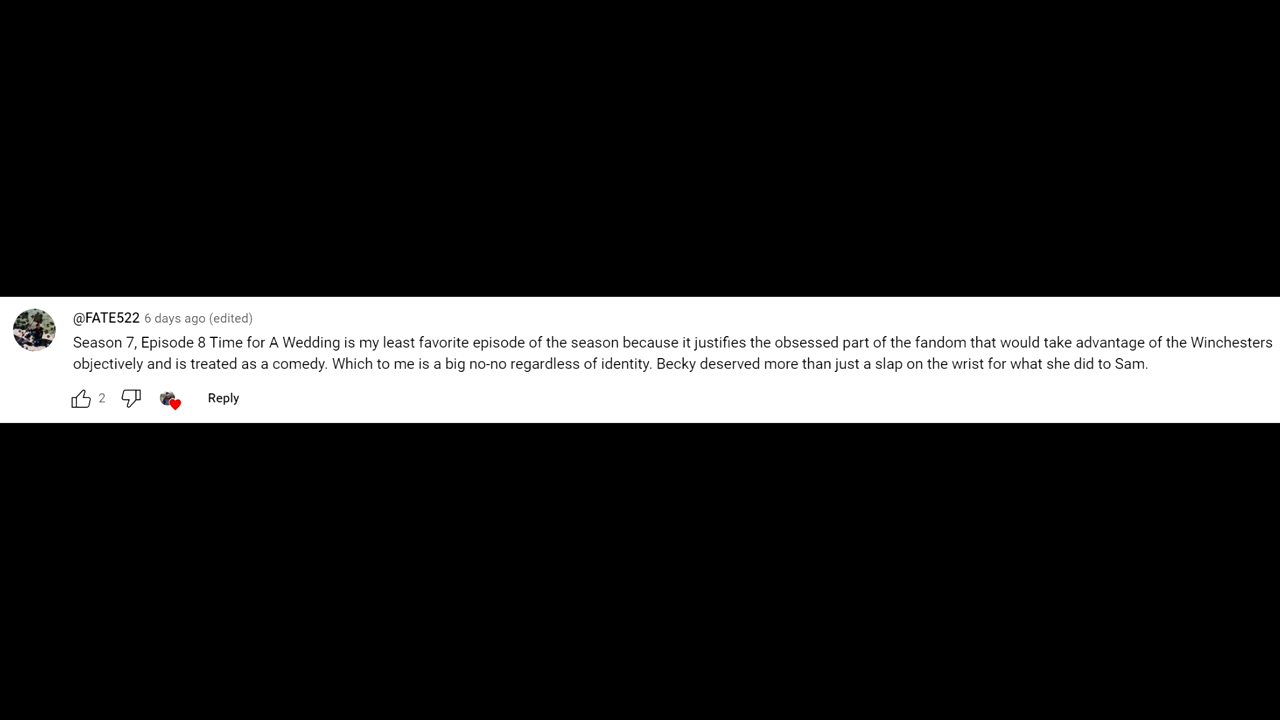 @FATE522 6 days ago (edited)
Season 7, Episode 8 Time for A Wedding is my least favorite episode of the season because it justifies the obsessed part of the fandom that would take advantage of the Winchesters
objectively and is treated as a comedy. Which to me is a big no-no regardless of identity. Becky deserved more than just a slap on the wrist for what she did to Sam.
2 Reply